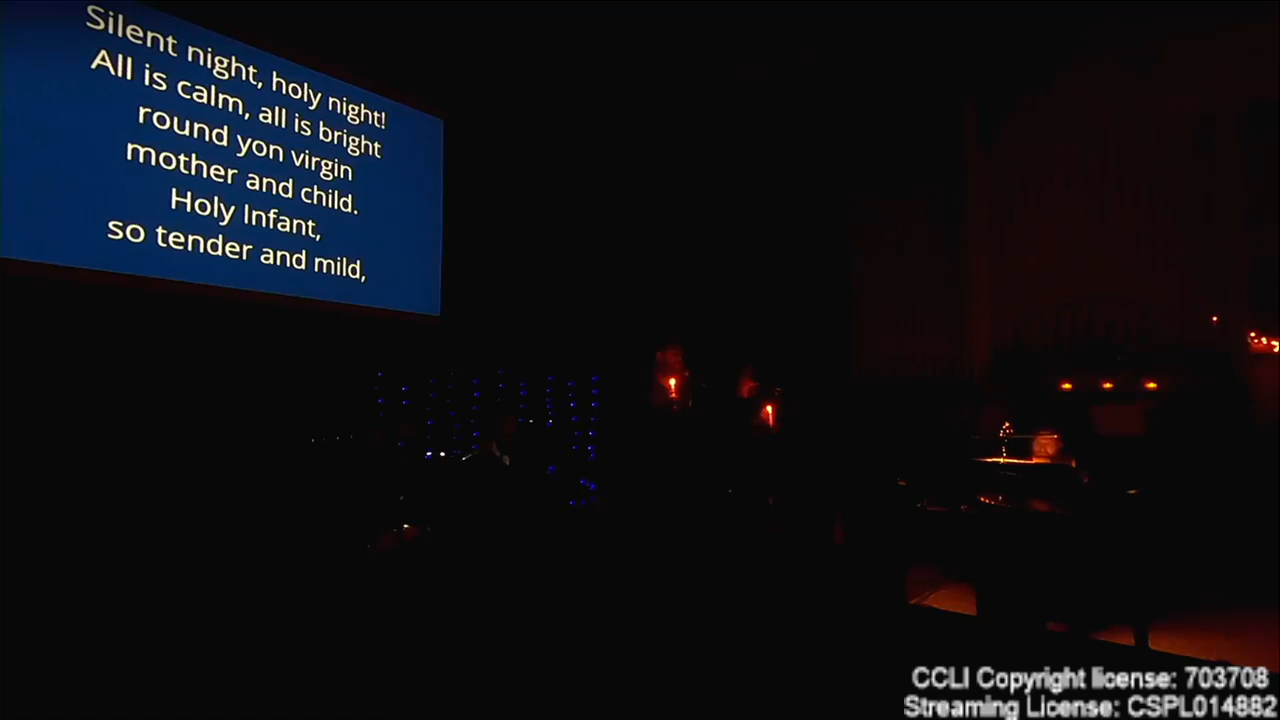 Silent night, holy night!
All is calm, all is bright
round yon virgin
mother and child.
Holy Infant,
so tender and mild,
CCLI Copyright license: 703708
Streaming License: CSPL014882